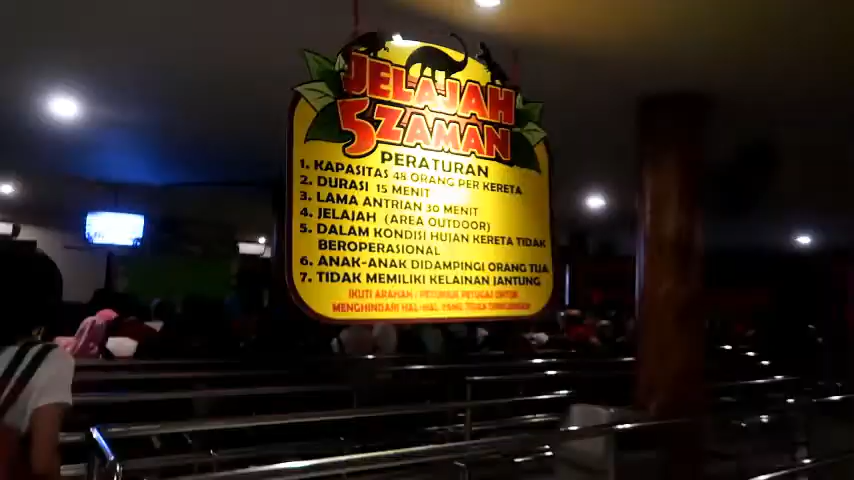 JELAJAH
5 ZAMAN
PERATURAN
1. KAPASITAS 48 ORANG PER KERETA
2. DURASI 15 MENIT
3. LAMA ANTRIAN 30 MENIT
4. JELAJAH (AREA OUTDOOR)
5. DALAM KONDISI HUJAN KERETA TIDAK
BEROPERASIONAL
6. ANAK-ANAK DIDAMPINGI ORANG TUA
7. TIDAK MEMILIKI KELAINAN JANTUNG
IKUTI ARAHAN / PETUNJUK PETUGAS UNTUK
MENGHINDARI HAL-HAL YANG TIDAK DIINGINKAN